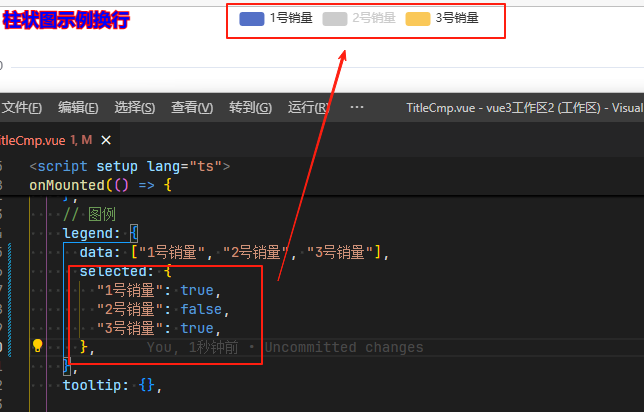 柱状图示例换行
1号销量 2号销量 3号销量
文件(F) 编辑(E) 选择(S) 查看(V) 转到(G) 运行(R) ··· TitleCmp.vue - vue3工作区2 (工作区) - Visual
itleCmp.vue 1, M ×
<script setup lang="ts">
onMounted(() => {
},
// 图例
legend: {
data: ["1号销量", "2号销量", "3号销量"],
selected: {
"1号销量": true,
"2号销量": false,
"3号销量": true,
}, You, 1秒钟前 • Uncommitted changes
},
tooltip: {},